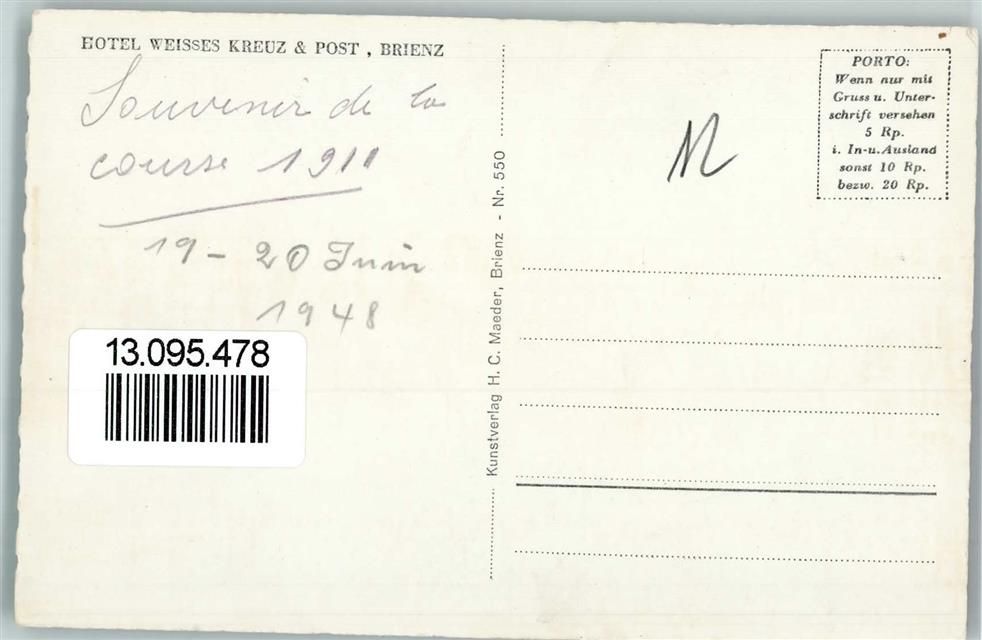 HOTEL WEISSES KREUZ & POST , BRIENZ
Souvenir de la
course 1911
19 - 20 Juin
1948
13.095.478
Kunstverlag H. C. Maeder, Brienz - Nr. 550
PORTO:
Wenn nur mit
Gruss u. Unter-
schrift versehen
5 Rp.
i. In-u. Ausland
sonst 10 Rp.
bezw. 20 Rp.